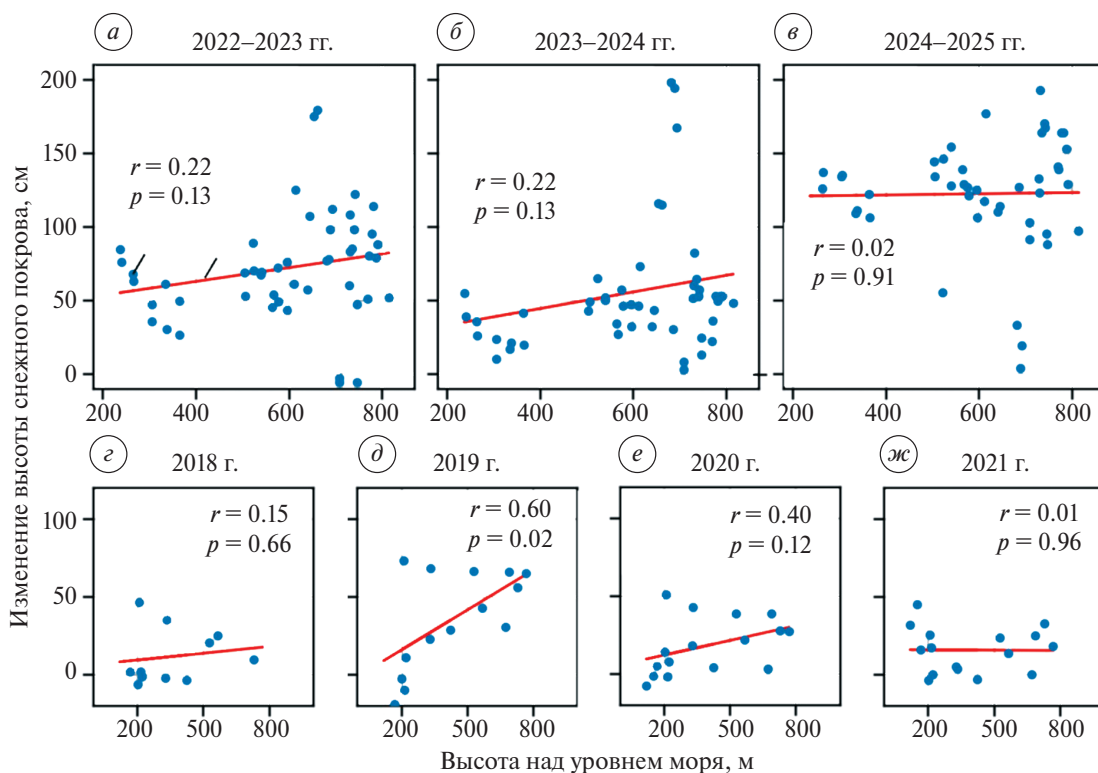 а 2022–2023 гг.
б 2023–2024 гг.
в 2024–2025 гг.
Изменение высоты снежного покрова, см
200
150
100
50
0
r = 0.22
p = 0.13
r = 0.22
p = 0.13
r = 0.02
p = 0.91
200 400 600 800
200 400 600 800
200 400 600 800
г 2018 г.
д 2019 г.
е 2020 г.
ж 2021 г.
100
50
0
r = 0.15
p = 0.66
r = 0.60
p = 0.02
r = 0.40
p = 0.12
r = 0.01
p = 0.96
200 500 800
200 500 800
200 500 800
200 500 800
Высота над уровнем моря, м